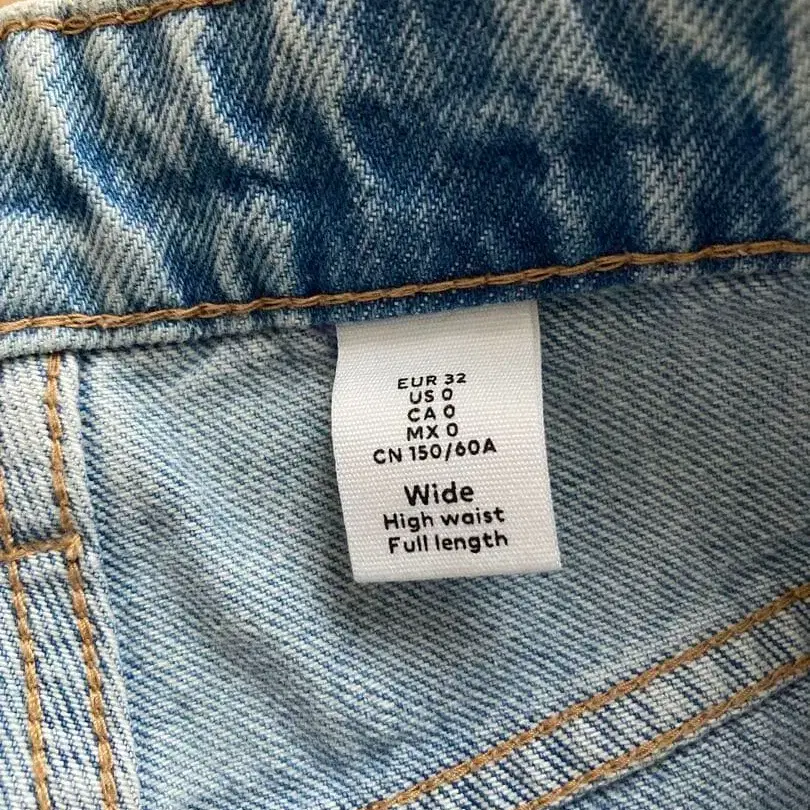 EUR 32
US 0
CA 0
MX 0
CN 150/60A
Wide
High waist
Full length